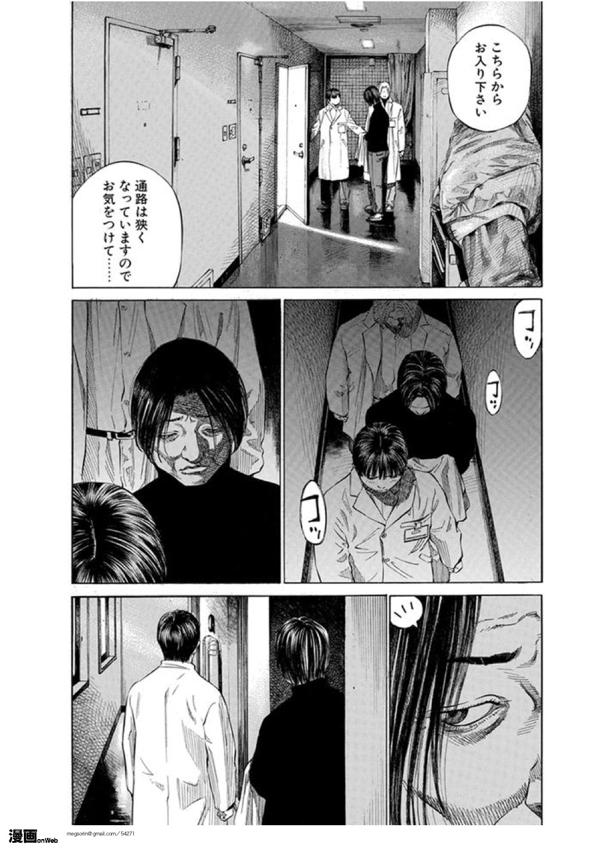 こちらから
お入り下さい
通路は狭く
なっていますので
お気をつけて……
コッ
コッ
コッ
漫画onWeb
megaorin@gmail.com/54271